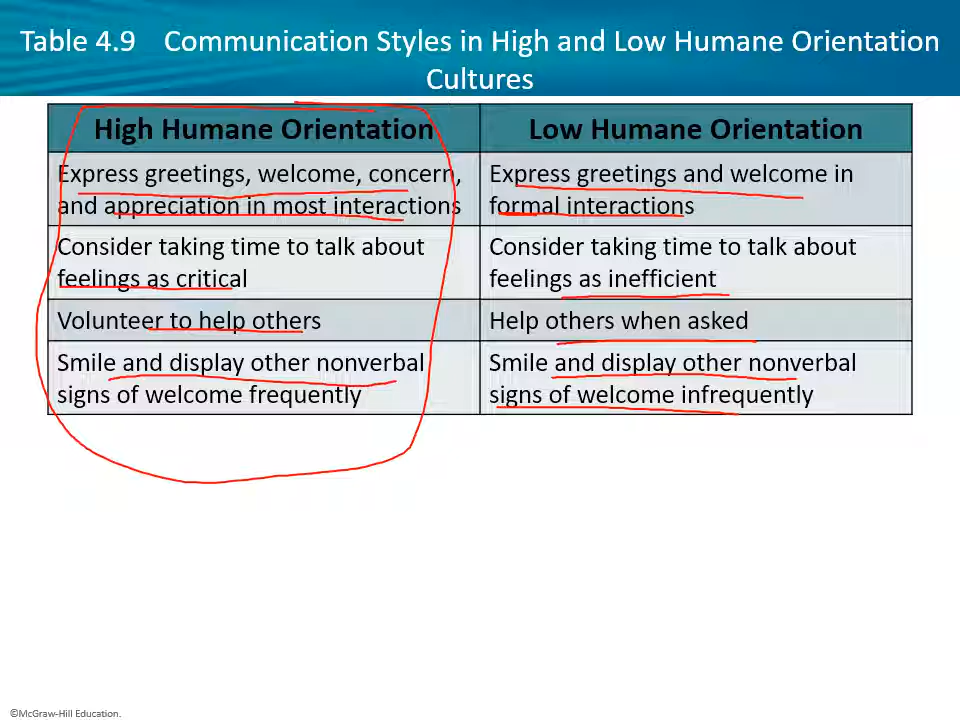 Table 4.9 Communication Styles in High and Low Humane Orientation
Cultures
High Humane Orientation
Low Humane Orientation
Express greetings, welcome, concern,
and appreciation in most interactions
Express greetings and welcome in
formal interactions
Consider taking time to talk about
feelings as critical
Consider taking time to talk about
feelings as inefficient
Volunteer to help others
Help others when asked
Smile and display other nonverbal
signs of welcome frequently
Smile and display other nonverbal
signs of welcome infrequently
©McGraw-Hill Education.